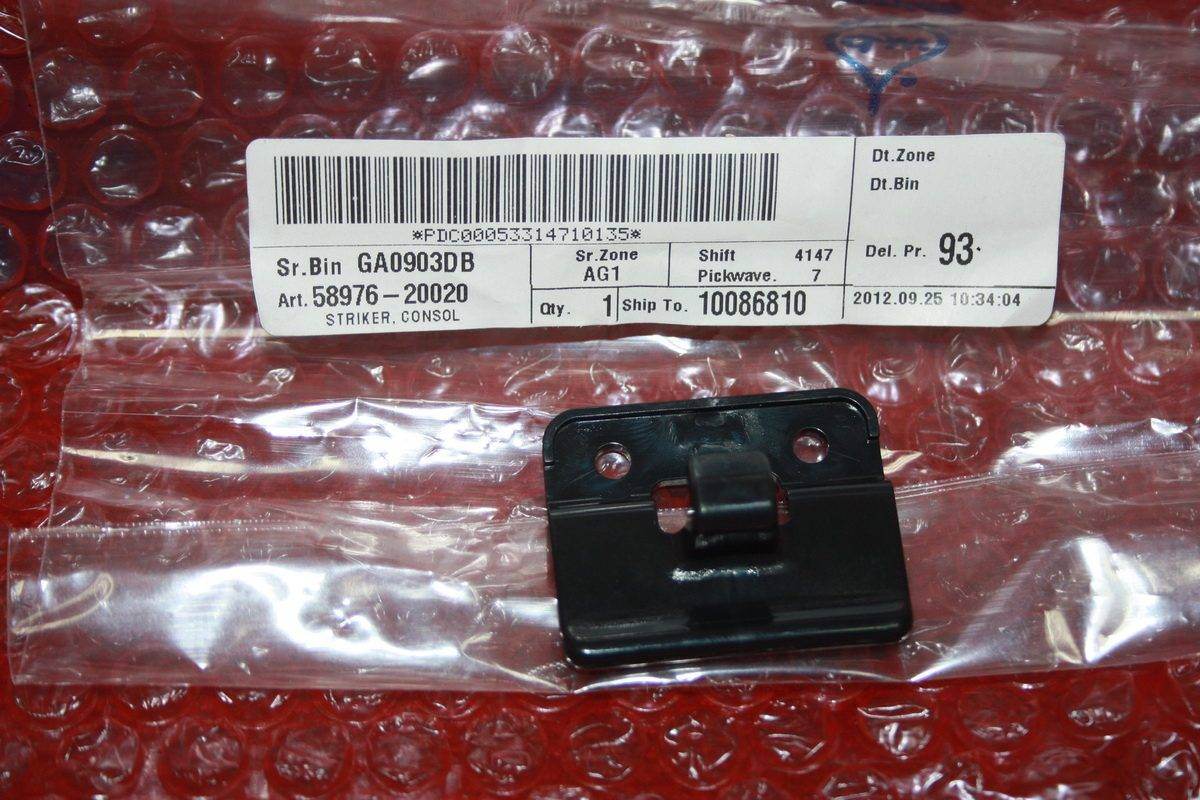 *PDC00053314710135*
Sr.Bin GA0903DB
Art. 58976-20020
STRIKER, CONSOL
Sr.Zone
AG1
Qty. 1
Shift 4147
Pickwave. 7
Ship To. 10086810
Dt.Zone
Dt.Bin
Del. Pr. 93.
2012.09.25 10:34:04